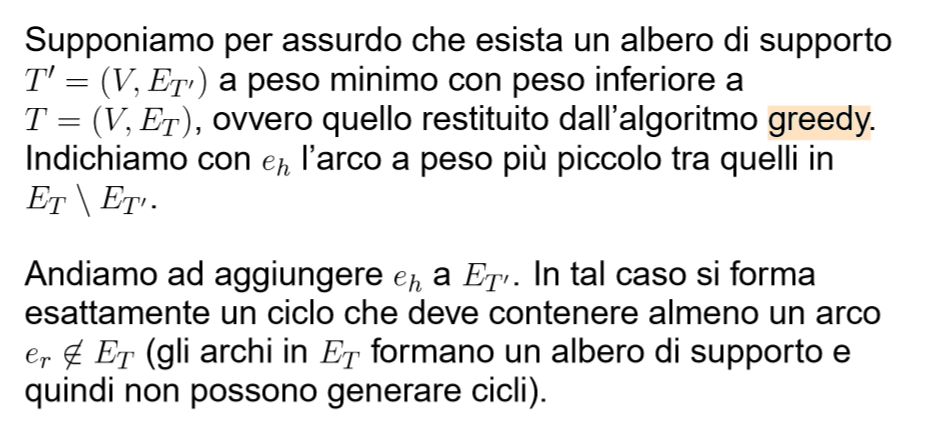 Supponiamo per assurdo che esista un albero di supporto
T′ = (V, E_{T′}) a peso minimo con peso inferiore a
T = (V, E_T), ovvero quello restituito dall'algoritmo greedy.
Indichiamo con e_h l'arco a peso più piccolo tra quelli in
E_T \ E_{T′}.
Andiamo ad aggiungere e_h a E_{T′}. In tal caso si forma
esattamente un ciclo che deve contenere almeno un arco
e_r ∉ E_T (gli archi in E_T formano un albero di supporto e
quindi non possono generare cicli).